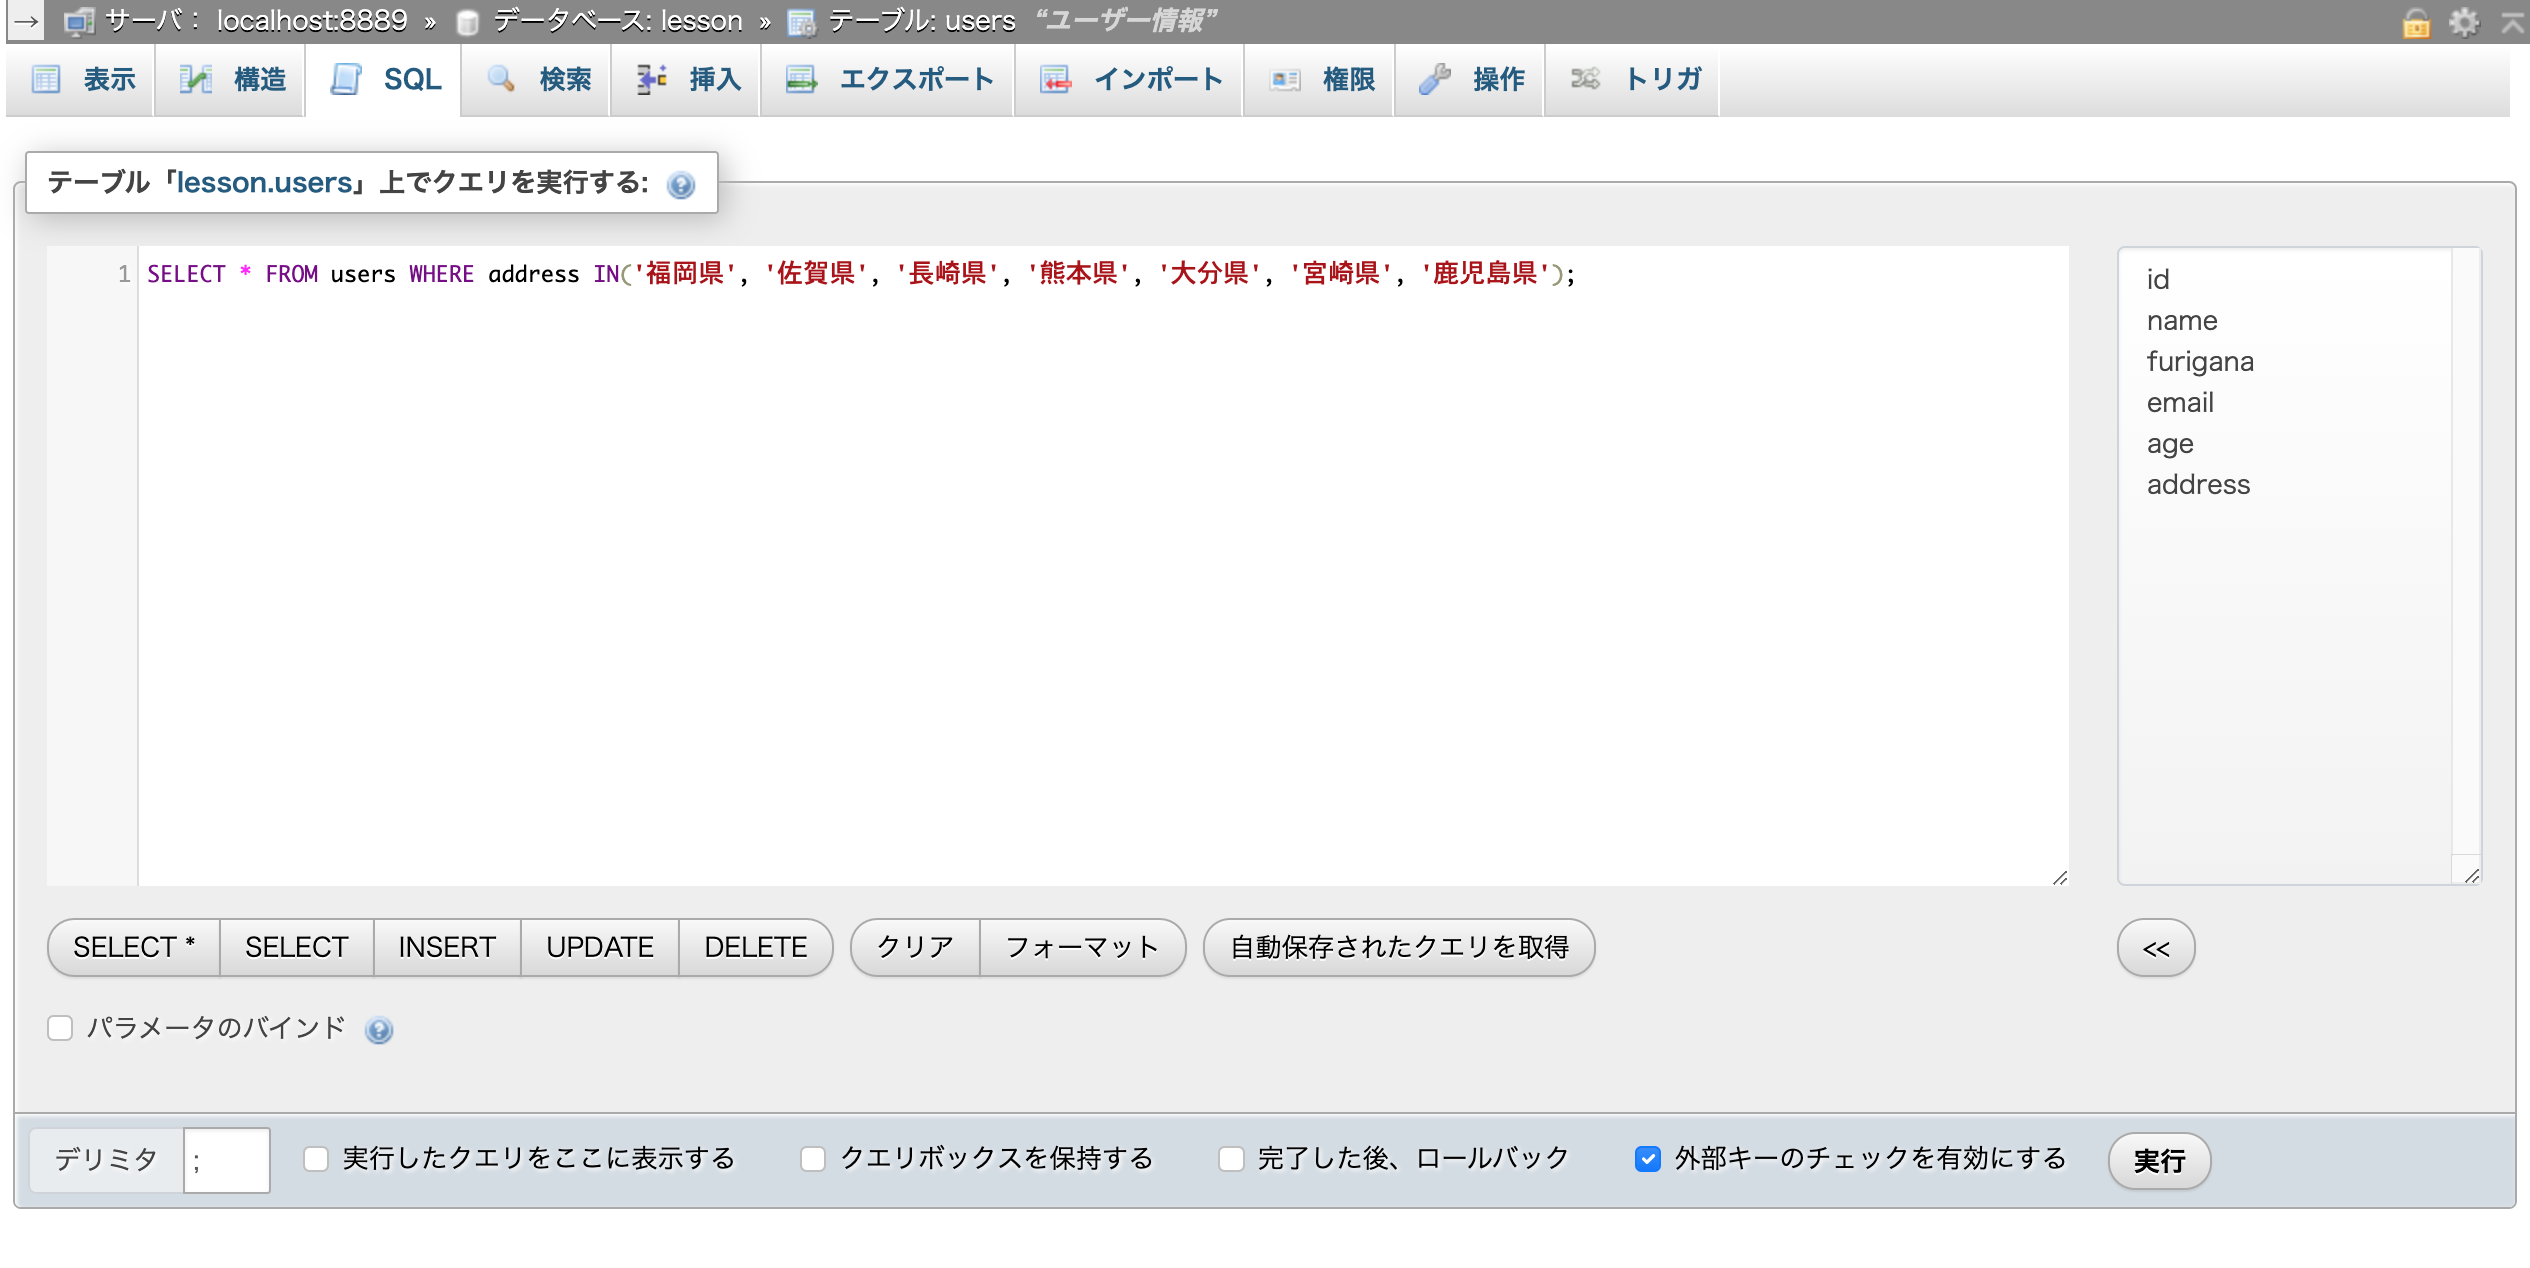 → サーバ： localhost:8889 » データベース: lesson » テーブル: users “ユーザー情報”
表示 構造 SQL 検索 挿入 エクスポート インポート 権限 操作 トリガ
テーブル「lesson.users」上でクエリを実行する:
1 SELECT * FROM users WHERE address IN('福岡県', '佐賀県', '長崎県', '熊本県', '大分県', '宮崎県', '鹿児島県');
id
name
furigana
email
age
address
SELECT * SELECT INSERT UPDATE DELETE クリア フォーマット 自動保存されたクエリを取得 <<
パラメータのバインド
デリミタ ; 実行したクエリをここに表示する クエリボックスを保持する 完了した後、ロールバック 外部キーのチェックを有効にする 実行